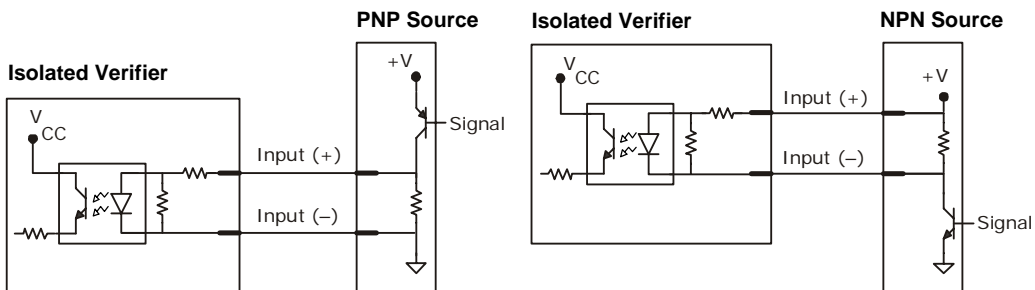 PNP Source
Isolated Verifier
+V
V
CC
Signal
Input (+)
Input (–)
Isolated Verifier
NPN Source
V
CC
+V
Input (+)
Input (–)
Signal